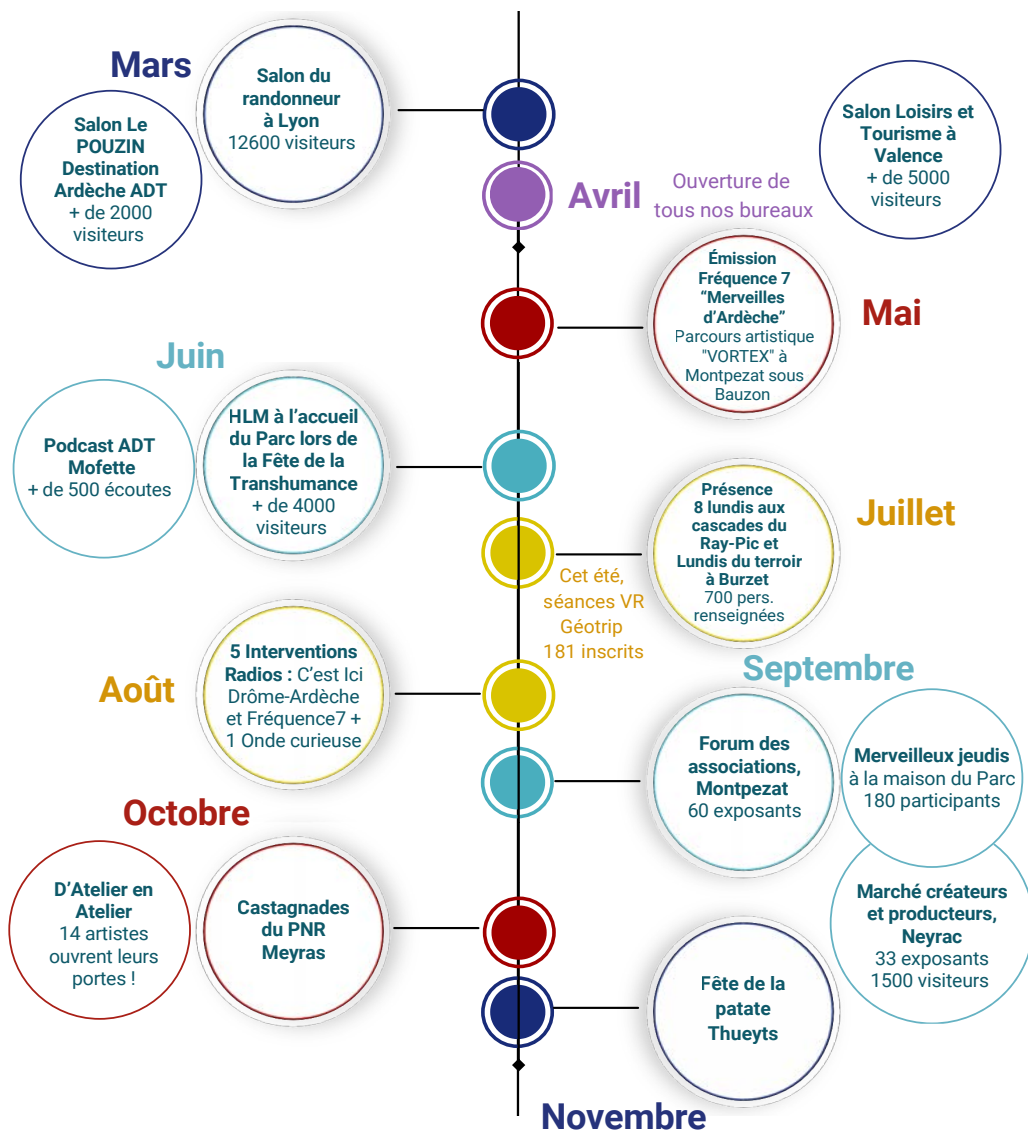 Mars
Salon du
randonneur
à Lyon
12600 visiteurs
Salon Le
POUZIN
Destination
Ardèche ADT
+ de 2000
visiteurs
Salon Loisirs et
Tourisme à
Valence
+ de 5000
visiteurs
Avril
Ouverture de
tous nos bureaux
Mai
Émission
Fréquence 7
“Merveilles
d’Ardèche”
Parcours artistique
"VORTEX" à
Montpezat sous
Bauzon
Juin
HLM à l’accueil
du Parc lors de
la Fête de la
Transhumance
+ de 4000
visiteurs
Podcast ADT
Mofette
+ de 500 écoutes
Juillet
Présence
8 lundis aux
cascades du
Ray-Pic et
Lundis du terroir
à Burzet
700 pers.
renseignées
Cet été,
séances VR
Géotrip
181 inscrits
Août
5 Interventions
Radios : C’est Ici
Drôme-Ardèche
et Fréquence7 +
1 Onde curieuse
Septembre
Forum des
associations,
Montpezat
60 exposants
Merveilleux jeudis
à la maison du Parc
180 participants
Marché créateurs
et producteurs,
Neyrac
33 exposants
1500 visiteurs
Octobre
D’Atelier en
Atelier
14 artistes
ouvrent leurs
portes !
Castagnades
du PNR
Meyras
Fête de la
patate
Thueyts
Novembre